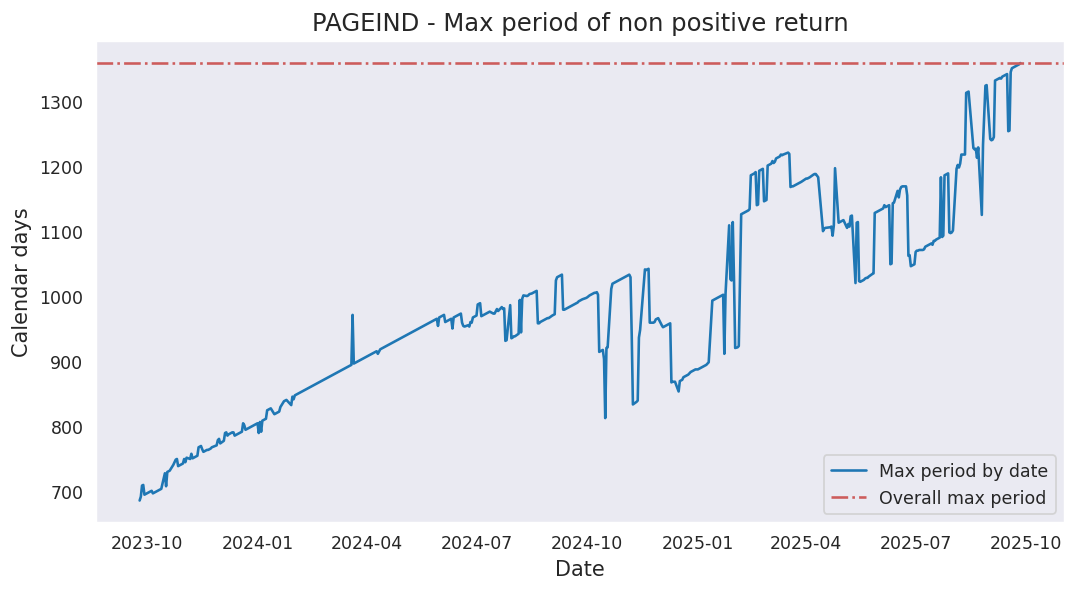 PAGEIND - Max period of non positive return
Calendar days
1300
1200
1100
1000
900
800
700
2023-10 2024-01 2024-04 2024-07 2024-10 2025-01 2025-04 2025-07 2025-10
Date
Max period by date
Overall max period